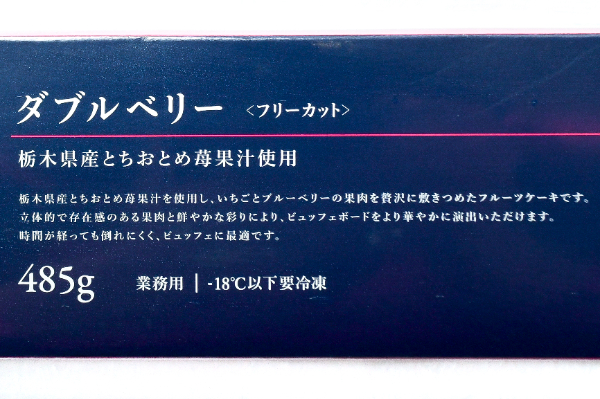 ダブルベリー 〈フリーカット〉
栃木県産とちおとめ苺果汁使用
栃木県産とちおとめ苺果汁を使用し、いちごとブルーベリーの果肉を贅沢に敷きつめたフルーツケーキです。
立体的で存在感のある果肉と鮮やかな彩りにより、ビュッフェボードをより華やかに演出いただけます。
時間が経っても倒れにくく、ビュッフェに最適です。
485g 業務用 | -18℃以下要冷凍